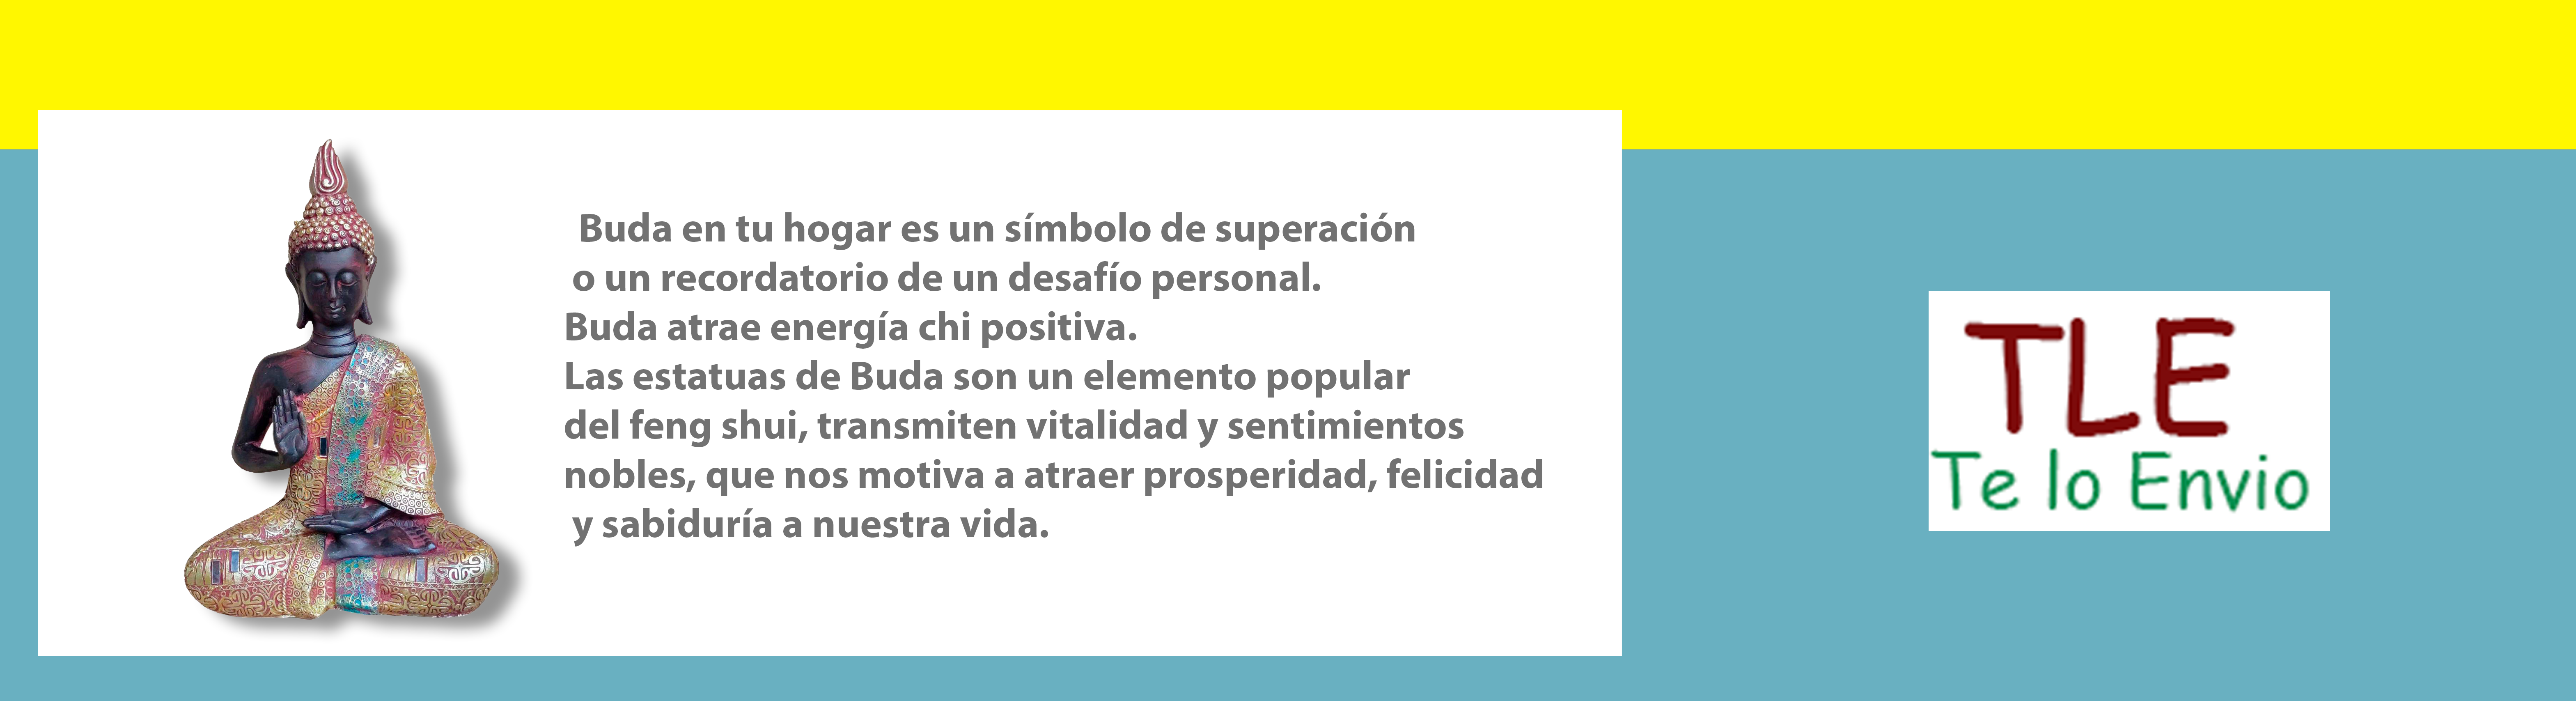 Buda en tu hogar es un símbolo de superación
o un recordatorio de un desafío personal.
Buda atrae energía chi positiva.
Las estatuas de Buda son un elemento popular
del feng shui, transmiten vitalidad y sentimientos
nobles, que nos motiva a atraer prosperidad, felicidad
y sabiduría a nuestra vida.
TLE
Te lo Envio